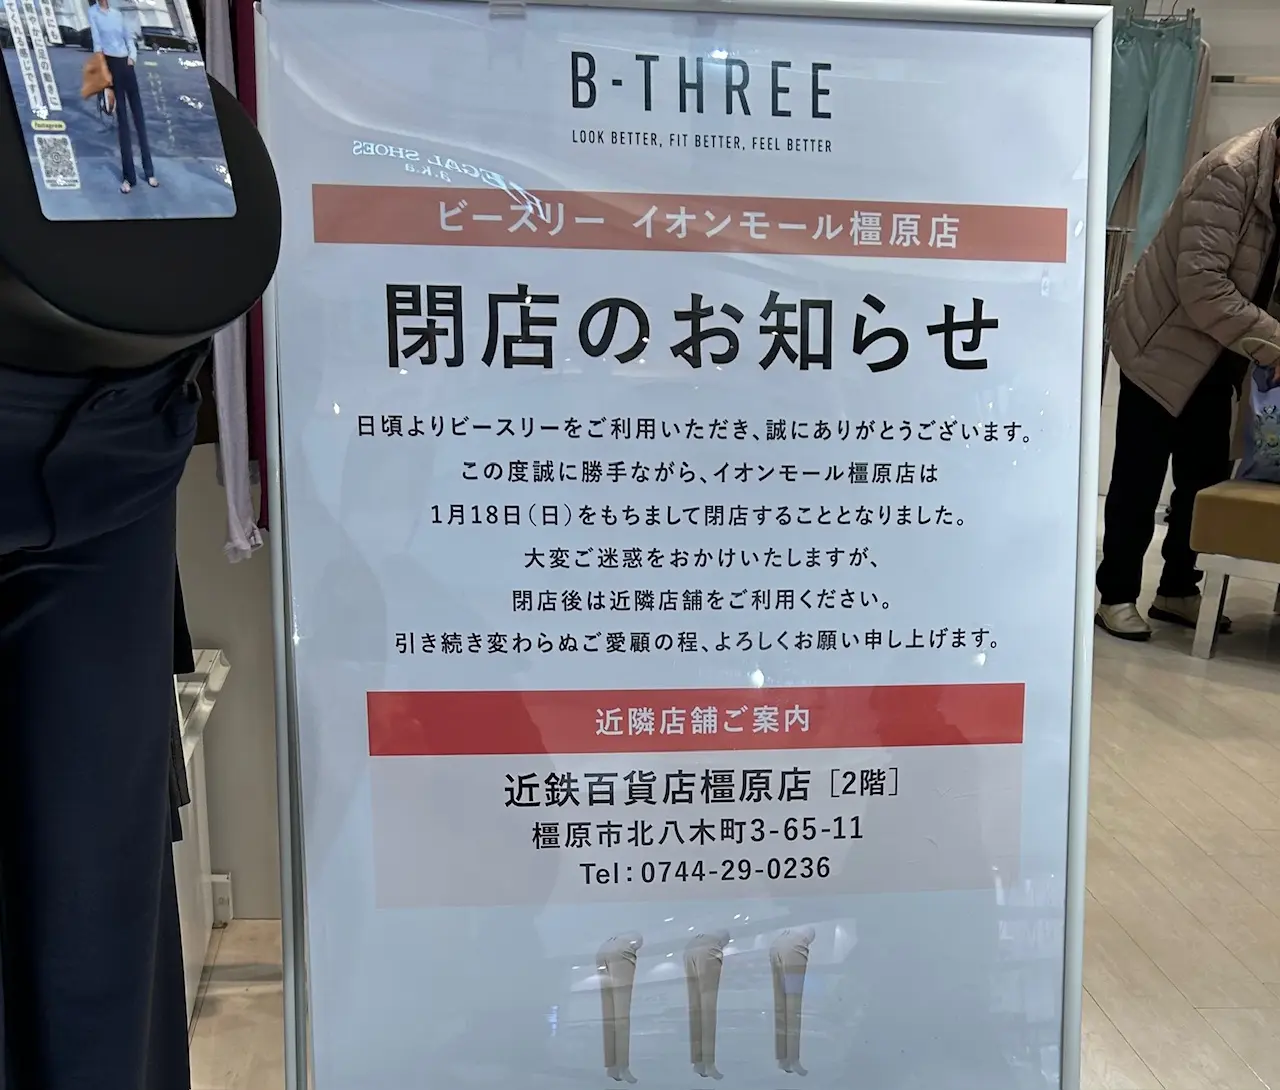 B-THREE
LOOK BETTER, FIT BETTER, FEEL BETTER
REGAL SHOES
a.k.a
ビースリー イオンモール橿原店
閉店のお知らせ
日頃よりビースリーをご利用いただき、誠にありがとうございます。
この度誠に勝手ながら、イオンモール橿原店は
1月18日（日）をもちまして閉店することとなりました。
大変ご迷惑をおかけいたしますが、
閉店後は近隣店舗をご利用ください。
引き続き変わらぬご愛顧の程、よろしくお願い申し上げます。
近隣店舗ご案内
近鉄百貨店橿原店［2階］
橿原市北八木町3-65-11
Tel：0744-29-0236
Instagram